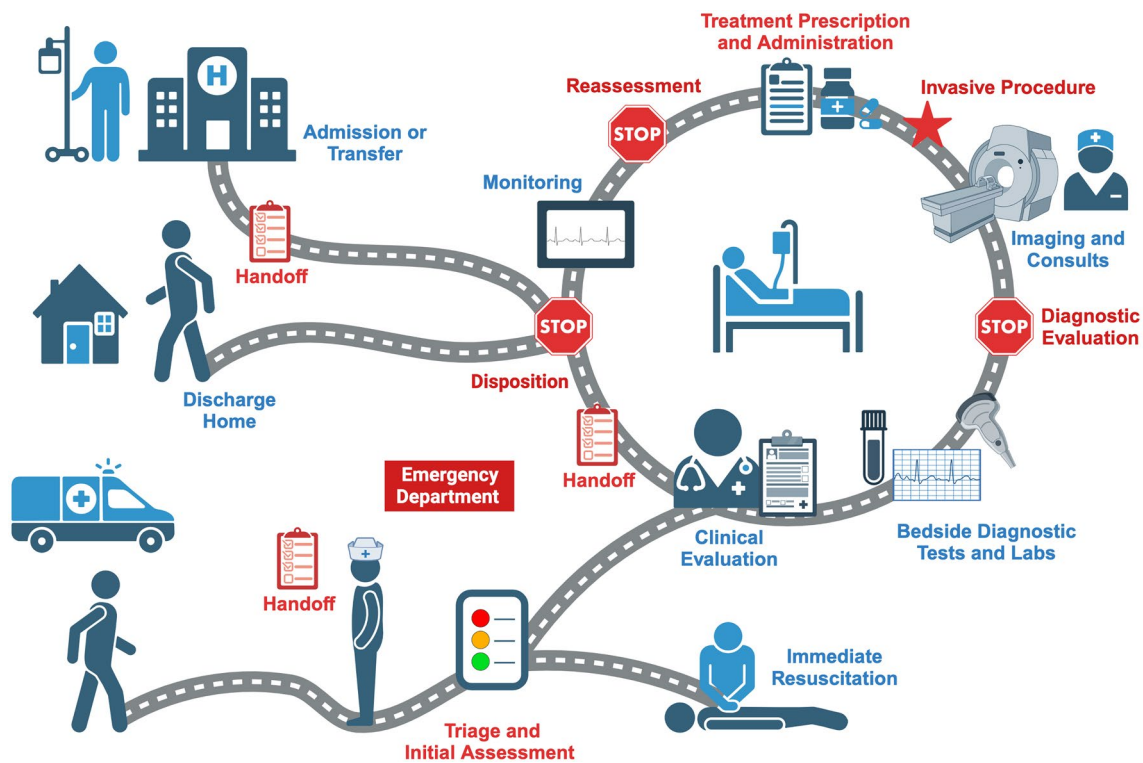 Treatment Prescription
and Administration
Reassessment
Invasive Procedure
STOP
H
Admission or
Transfer
Monitoring
Imaging and
Consults
Handoff
STOP
STOP
Diagnostic
Evaluation
Disposition
Discharge
Home
Handoff
Emergency
Department
Clinical
Evaluation
Bedside Diagnostic
Tests and Labs
Handoff
Immediate
Resuscitation
Triage and
Initial Assessment